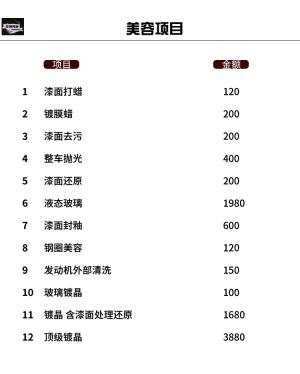 美容项目
项目 金额
1 漆面打蜡 120
2 镀膜蜡 200
3 漆面去污 200
4 整车抛光 400
5 漆面还原 200
6 液态玻璃 1980
7 漆面封釉 600
8 钢圈美容 120
9 发动机外部清洗 150
10 玻璃镀晶 100
11 镀晶 含漆面处理还原 1680
12 顶级镀晶 3880